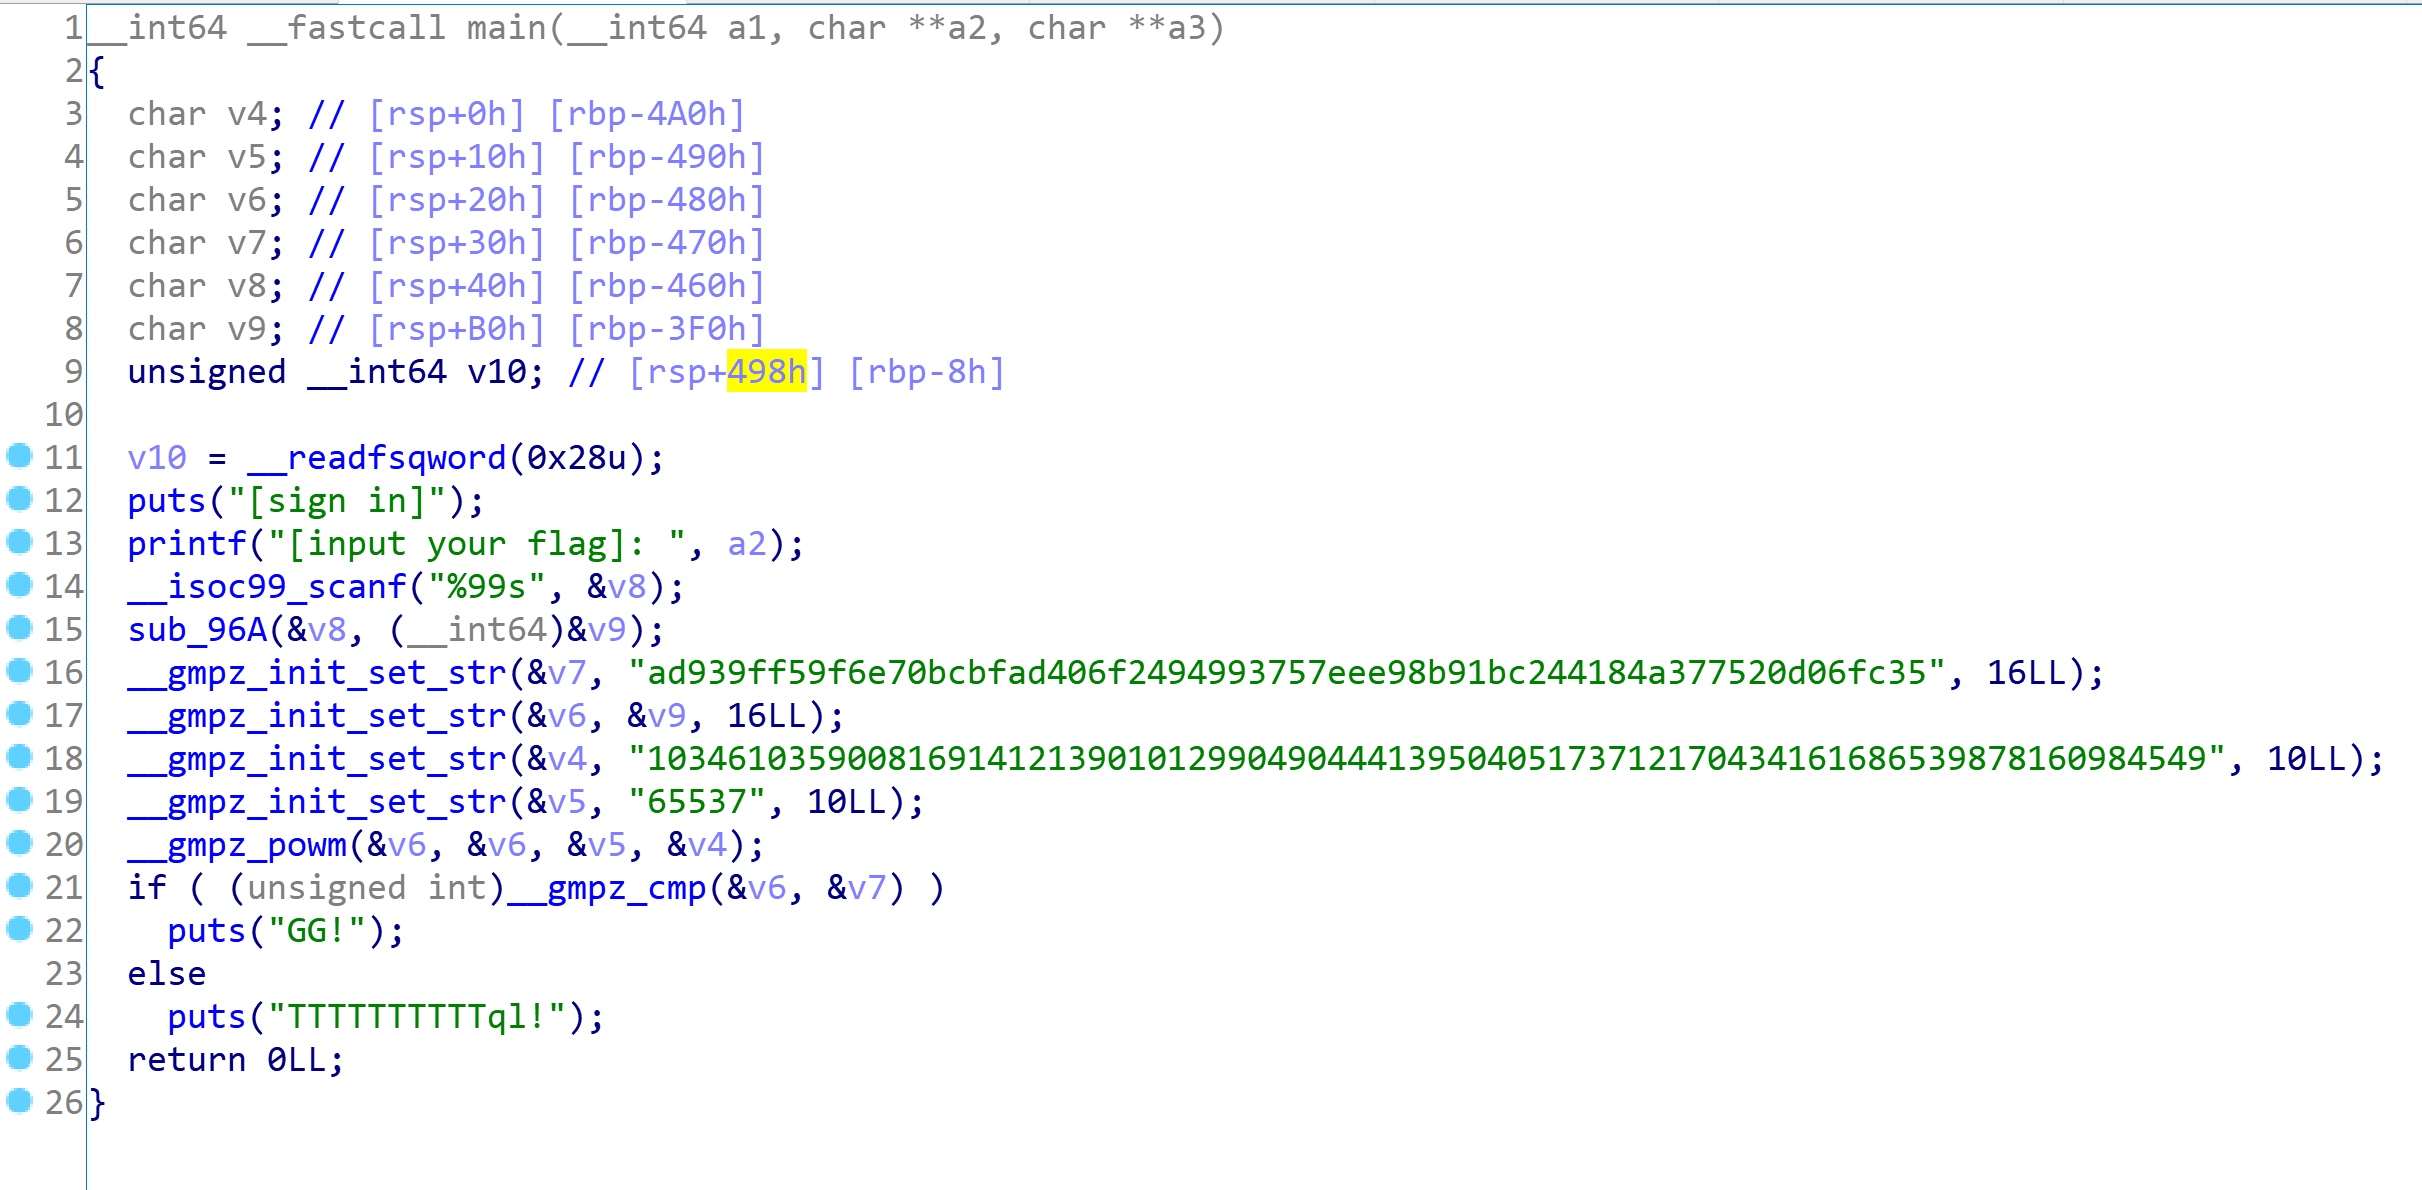 1 __int64 __fastcall main(__int64 a1, char **a2, char **a3)
2 {
3   char v4; // [rsp+0h] [rbp-4A0h]
4   char v5; // [rsp+10h] [rbp-490h]
5   char v6; // [rsp+20h] [rbp-480h]
6   char v7; // [rsp+30h] [rbp-470h]
7   char v8; // [rsp+40h] [rbp-460h]
8   char v9; // [rsp+B0h] [rbp-3F0h]
9   unsigned __int64 v10; // [rsp+498h] [rbp-8h]
10
11   v10 = __readfsqword(0x28u);
12   puts("[sign in]");
13   printf("[input your flag]: ", a2);
14   __isoc99_scanf("%99s", &v8);
15   sub_96A(&v8, (__int64)&v9);
16   __gmpz_init_set_str(&v7, "ad939ff59f6e70bcbfad406f2494993757eee98b91bc244184a377520d06fc35", 16LL);
17   __gmpz_init_set_str(&v6, &v9, 16LL);
18   __gmpz_init_set_str(&v4, "103461035900816914121390101299049044413950405173712170434161686539878160984549", 10LL);
19   __gmpz_init_set_str(&v5, "65537", 10LL);
20   __gmpz_powm(&v6, &v6, &v5, &v4);
21   if ( (unsigned int)__gmpz_cmp(&v6, &v7) )
22     puts("GG!");
23   else
24     puts("TTTTTTTTTTql!");
25   return 0LL;
26 }